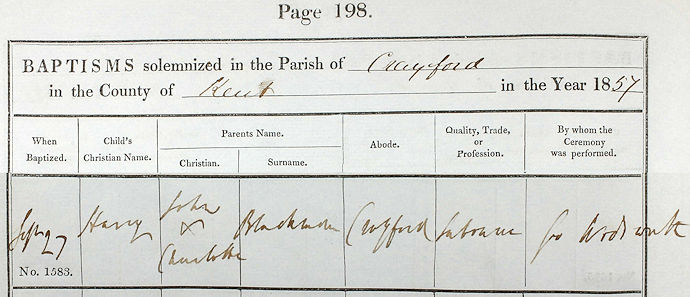 Page 198.
BAPTISMS solemnized in the Parish of Crayford
in the County of Kent in the Year 1857
When Baptized.
Child's Christian Name.
Parents Name.
Christian.
Surname.
Abode.
Quality, Trade, or Profession.
By whom the Ceremony was performed.
Sept 27
No. 1583.
Harry
John
&
Charlotte
Blackman
Crayford
Labourer